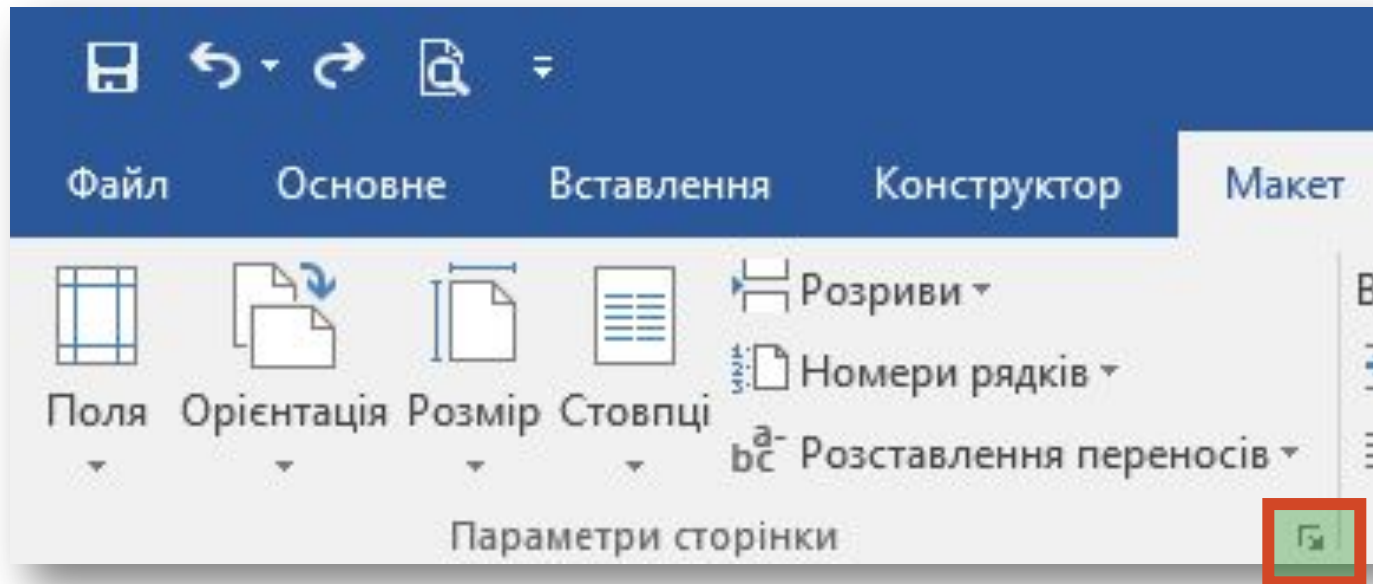 Файл Основне Вставлення Конструктор Макет
Поля Орієнтація Розмір Стовпці
Розриви
Номери рядків
Розставлення переносів
Параметри сторінки